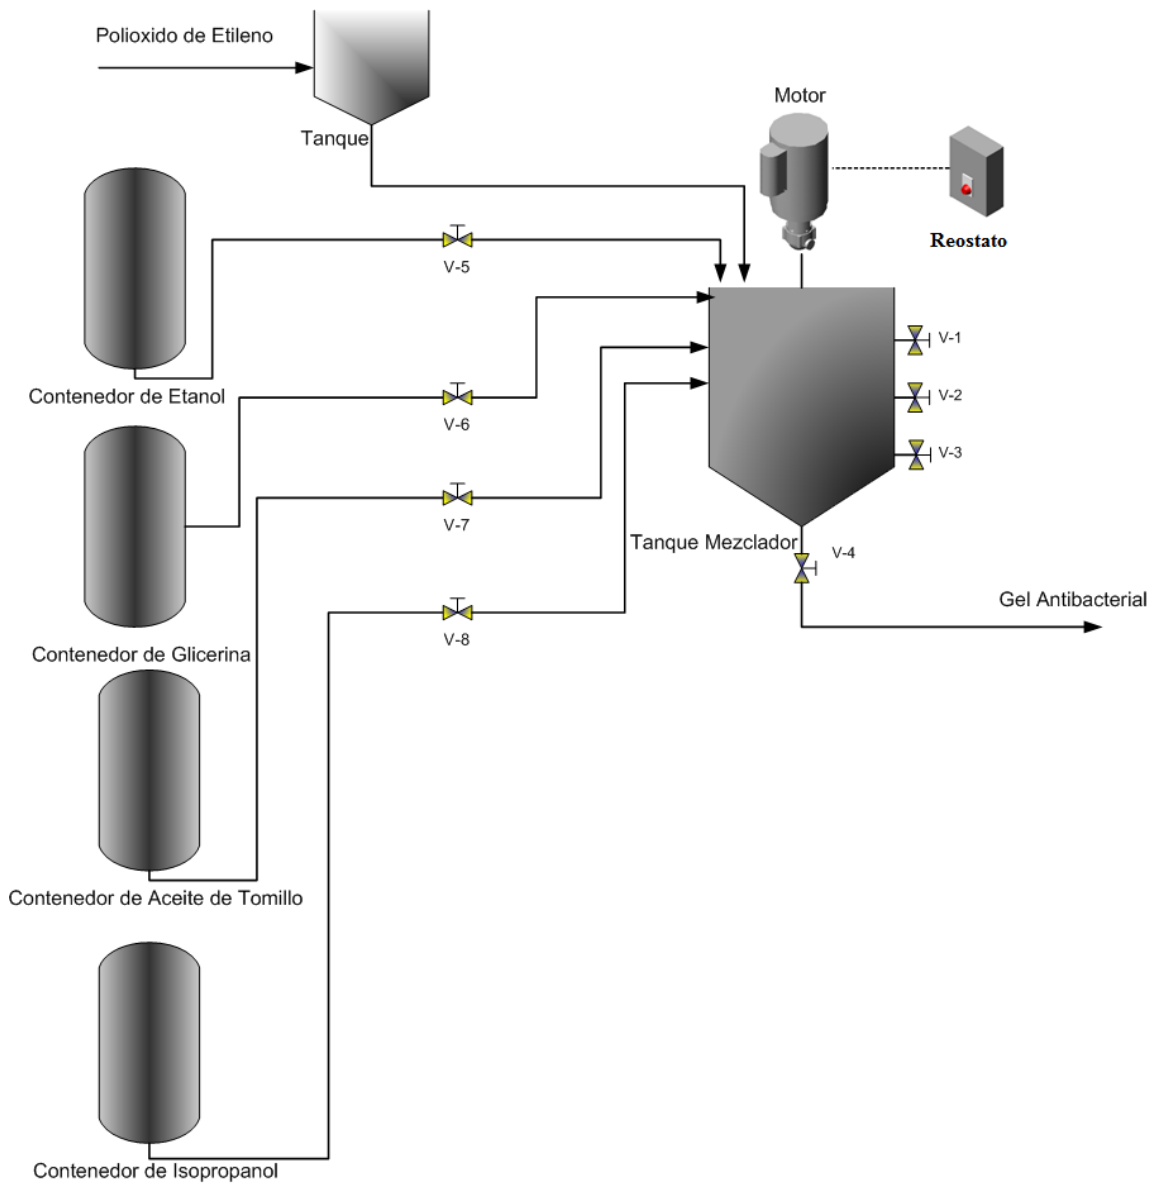 Polioxido de Etileno
Tanque
Motor
Reostato
V-5
Contenedor de Etanol
V-1
V-2
V-6
V-3
V-7
Tanque Mezclador
V-4
Gel Antibacterial
V-8
Contenedor de Glicerina
Contenedor de Aceite de Tomillo
Contenedor de Isopropanol